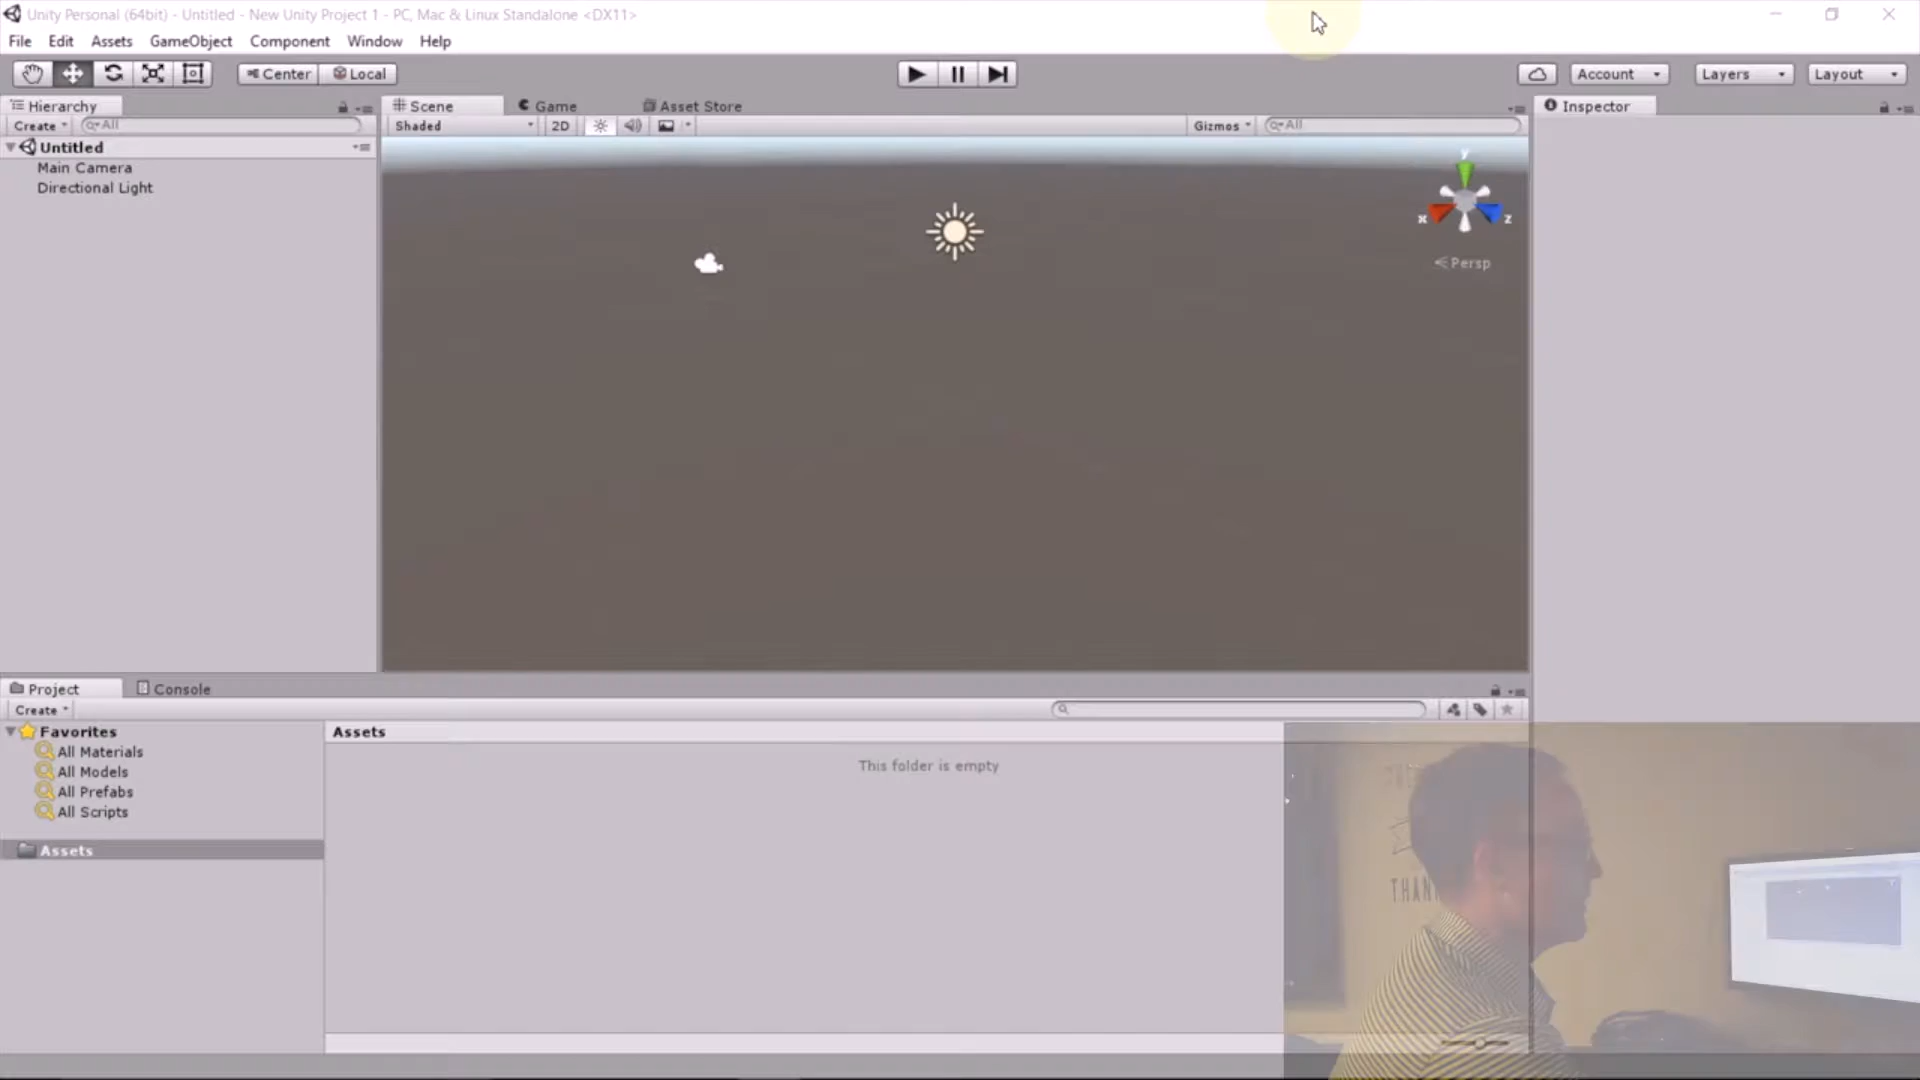 Unity Personal (64bit) - Untitled - New Unity Project 1 - PC, Mac & Linux Standalone <DX11>
File Edit Assets GameObject Component Window Help
Center Local Account Layers Layout
Hierarchy Scene Game Asset Store Inspector
Create All Shaded 2D Gizmos All
Untitled
Main Camera
Directional Light
y
x z
Persp
Project Console
Create
Favorites Assets
All Materials
All Models
All Prefabs
All Scripts
This folder is empty
Assets
THAN